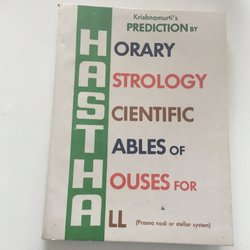 Krishnamurti's
PREDICTION BY
HORARY
ASTROLOGY
SCIENTIFIC
TABLES OF
HOUSES FOR
ALL (Prasna nadi or stellar system)